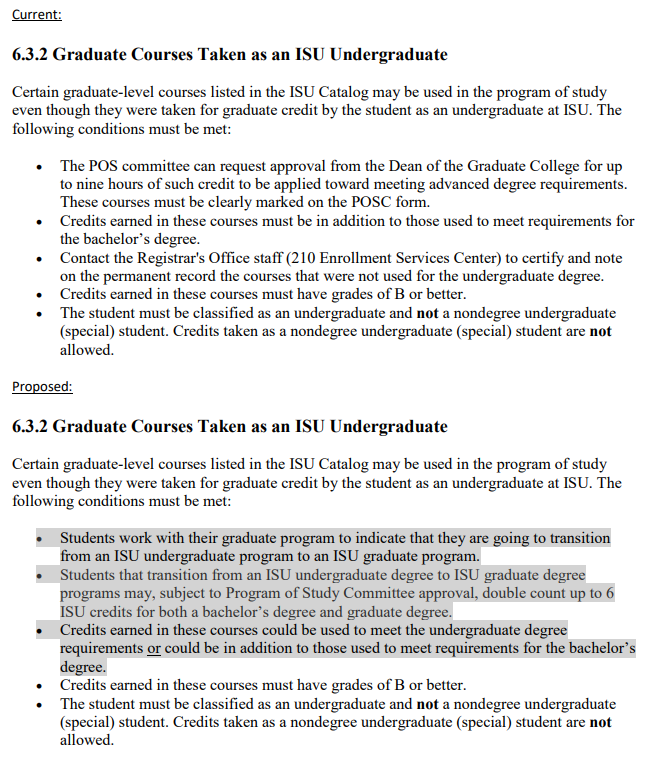 Current:
6.3.2 Graduate Courses Taken as an ISU Undergraduate
Certain graduate-level courses listed in the ISU Catalog may be used in the program of study
even though they were taken for graduate credit by the student as an undergraduate at ISU. The
following conditions must be met:
• The POS committee can request approval from the Dean of the Graduate College for up
to nine hours of such credit to be applied toward meeting advanced degree requirements.
These courses must be clearly marked on the POSC form.
• Credits earned in these courses must be in addition to those used to meet requirements for
the bachelor’s degree.
• Contact the Registrar's Office staff (210 Enrollment Services Center) to certify and note
on the permanent record the courses that were not used for the undergraduate degree.
• Credits earned in these courses must have grades of B or better.
• The student must be classified as an undergraduate and not a nondegree undergraduate
(special) student. Credits taken as a nondegree undergraduate (special) student are not
allowed.
Proposed:
6.3.2 Graduate Courses Taken as an ISU Undergraduate
Certain graduate-level courses listed in the ISU Catalog may be used in the program of study
even though they were taken for graduate credit by the student as an undergraduate at ISU. The
following conditions must be met:
• Students work with their graduate program to indicate that they are going to transition
from an ISU undergraduate program to an ISU graduate program.
• Students that transition from an ISU undergraduate degree to ISU graduate degree
programs may, subject to Program of Study Committee approval, double count up to 6
ISU credits for both a bachelor’s degree and graduate degree.
• Credits earned in these courses could be used to meet the undergraduate degree
requirements or could be in addition to those used to meet requirements for the bachelor’s
degree.
• Credits earned in these courses must have grades of B or better.
• The student must be classified as an undergraduate and not a nondegree undergraduate
(special) student. Credits taken as a nondegree undergraduate (special) student are not
allowed.